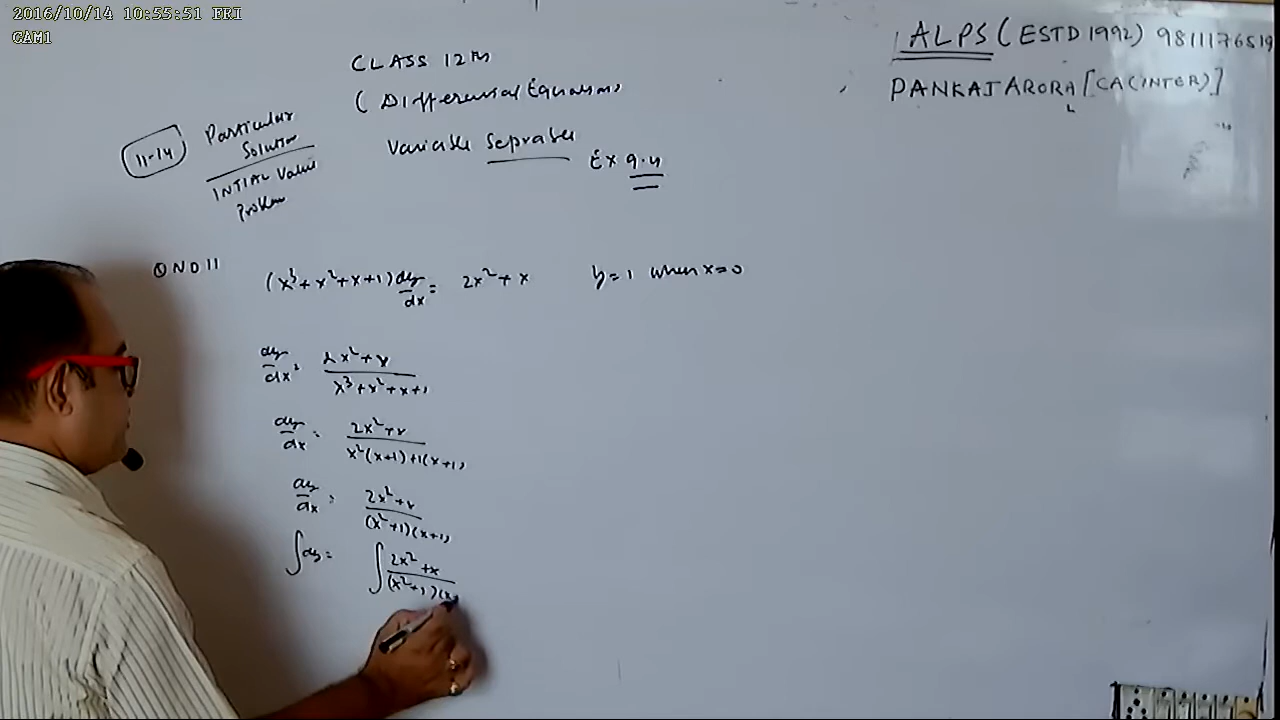 2016/10/14 10:55:51 FRI
CAM1
ALPS (ESTD 1992) 9811176519
PANKAJ ARORA [CA (INTER)]
CLASS 12th
( Differential Equations
Variable Seprable Ex 9.4
11-14 Particular
Solution
INTIAL Value
Problem
Q NO 11 (x³+x²+x+1) dy/dx = 2x²+x y=1 when x=0
dy/dx = (2x²+x)/(x³+x²+x+1)
dy/dx = (2x²+x)/(x²(x+1)+1(x+1)
dy/dx = (2x²+x)/((x²+1)(x+1)
∫dy = ∫ (2x²+x)/((x²+1)(x